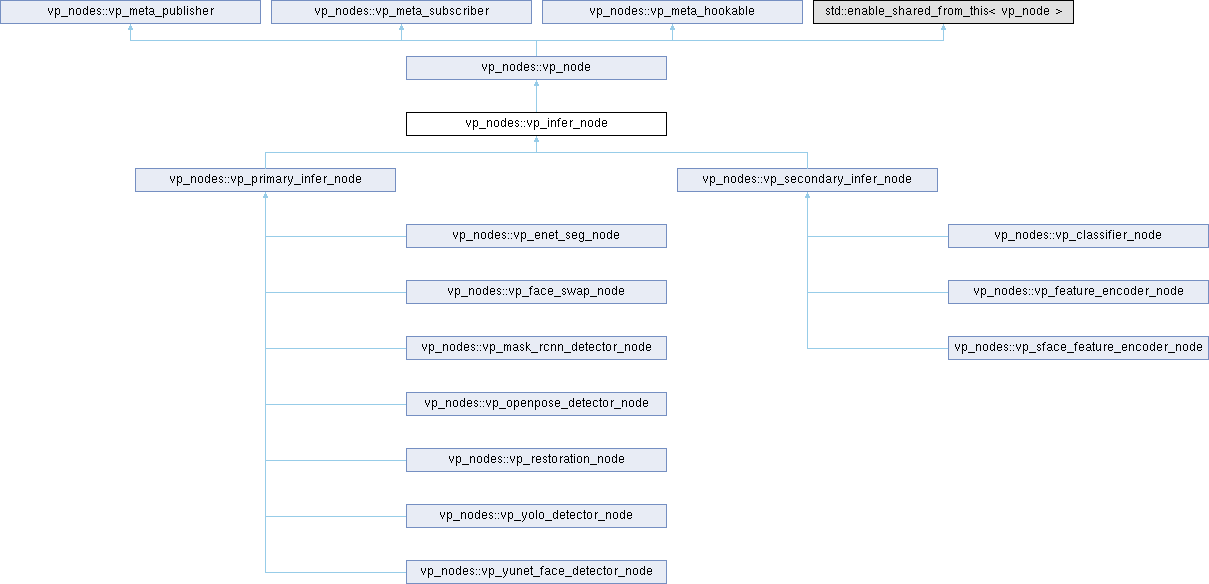 vp_nodes::vp_meta_publisher
vp_nodes::vp_meta_subscriber
vp_nodes::vp_meta_hookable
std::enable_shared_from_this< vp_node >
vp_nodes::vp_node
vp_nodes::vp_infer_node
vp_nodes::vp_primary_infer_node
vp_nodes::vp_secondary_infer_node
vp_nodes::vp_enet_seg_node
vp_nodes::vp_classifier_node
vp_nodes::vp_face_swap_node
vp_nodes::vp_feature_encoder_node
vp_nodes::vp_mask_rcnn_detector_node
vp_nodes::vp_sface_feature_encoder_node
vp_nodes::vp_openpose_detector_node
vp_nodes::vp_restoration_node
vp_nodes::vp_yolo_detector_node
vp_nodes::vp_yunet_face_detector_node